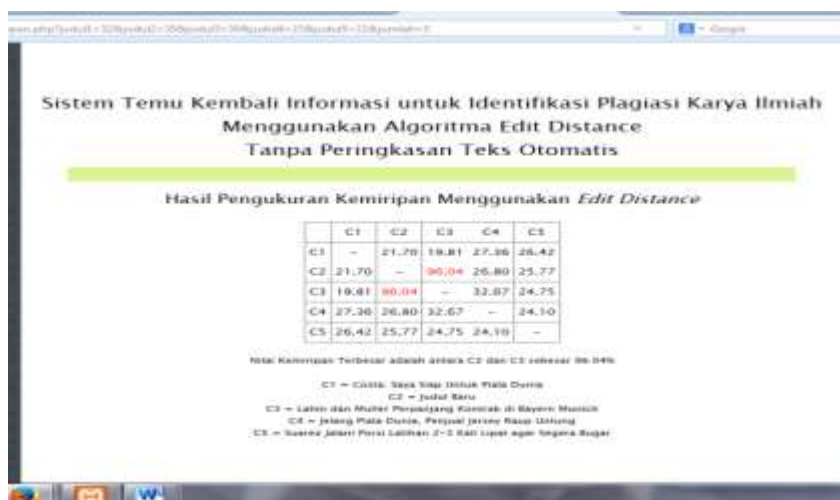 Google
Sistem Temu Kembali Informasi untuk Identifikasi Plagiasi Karya Ilmiah
Menggunakan Algoritma Edit Distance
Tanpa Peringkasan Teks Otomatis
Hasil Pengukuran Kemiripan Menggunakan Edit Distance
C1 C2 C3 C4 C5
C1 - 21,70 19,81 27,36 26,42
C2 21,70 - 96,04 26,80 25,77
C3 19,81 96,04 - 32,67 24,75
C4 27,36 26,80 32,67 - 24,10
C5 26,42 25,77 24,75 24,10 -
Nilai Kemiripan Terbesar adalah antara C2 dan C3 sebesar 96.04%
C1 = Costa: Saya Siap Untuk Piala Dunia
C2 = Judul Baru
C3 = Lahm dan Muller Perpanjang Kontrak di Bayern Munich
C4 = Jelang Piala Dunia, Penjual Jersey Raup Untung
C5 = Suarez Jalani Porsi Latihan 2-3 Kali Lipat agar Segera Bugar
W